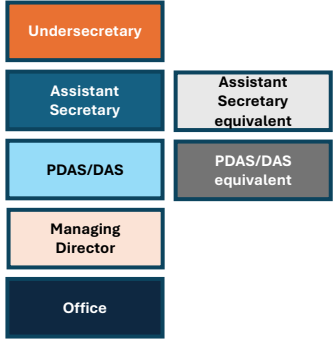 Undersecretary
Assistant
Secretary
Assistant
Secretary
equivalent
PDAS/DAS
PDAS/DAS
equivalent
Managing
Director
Office